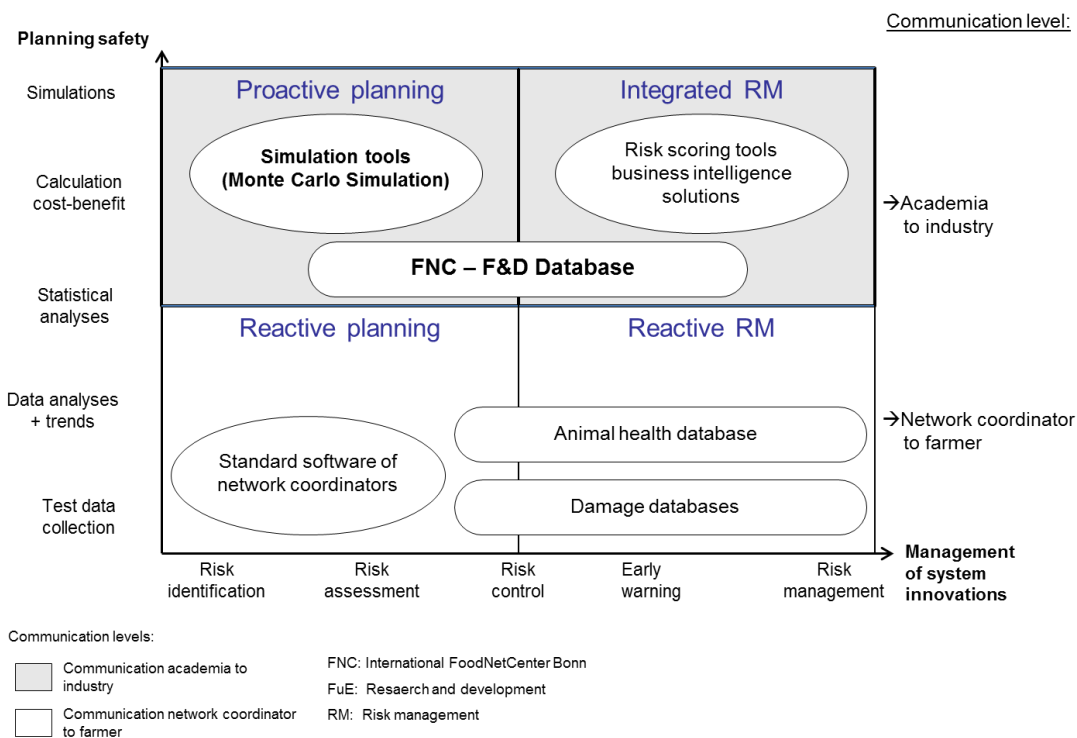 Communication level:
Planning safety
Simulations
Proactive planning
Integrated RM
Simulation tools
(Monte Carlo Simulation)
Risk scoring tools
business intelligence
solutions
Calculation
cost-benefit
→Academia
to industry
FNC – F&D Database
Statistical
analyses
Reactive planning
Reactive RM
Data analyses
+ trends
Animal health database
→Network coordinator
to farmer
Standard software of
network coordinators
Test data
collection
Damage databases
Risk
identification
Risk
assessment
Risk
control
Early
warning
Risk
management
Management
of system
innovations
Communication levels:
Communication academia to
industry
Communication network coordinator
to farmer
FNC: International FoodNetCenter Bonn
FuE: Resaerch and development
RM: Risk management